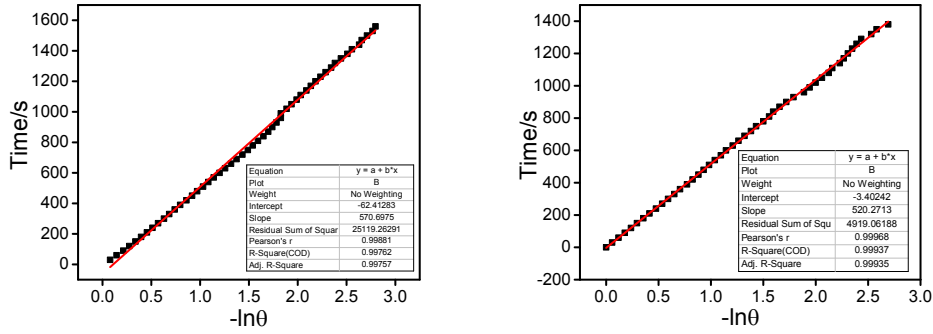 1600
1400
1200
1000
800
600
400
200
0
Time/s
0.0 0.5 1.0 1.5 2.0 2.5 3.0
-lnθ
Equation y = a + b*x
Plot B
Weight No Weighting
Intercept -62.41283
Slope 570.6975
Residual Sum of Squar 25119.26291
Pearson's r 0.99881
R-Square(COD) 0.99762
Adj. R-Square 0.99757
1400
1200
1000
800
600
400
200
0
-200
Time/s
0.0 0.5 1.0 1.5 2.0 2.5 3.0
-lnθ
Equation y = a + b*x
Plot B
Weight No Weighting
Intercept -3.40242
Slope 520.2713
Residual Sum of Squ 4919.06188
Pearson's r 0.99968
R-Square(COD) 0.99937
Adj. R-Square 0.99935